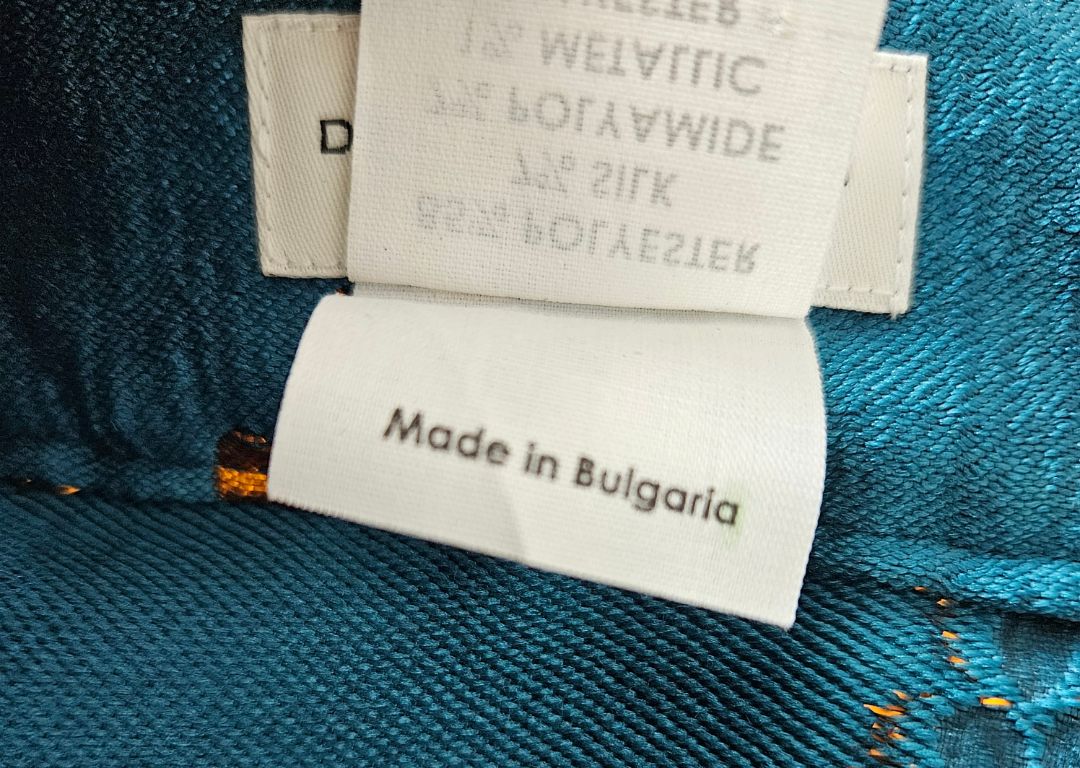 D
1% METALLIC
7% POLYAMIDE
7% SILK
85% POLYESTER
Made in Bulgaria